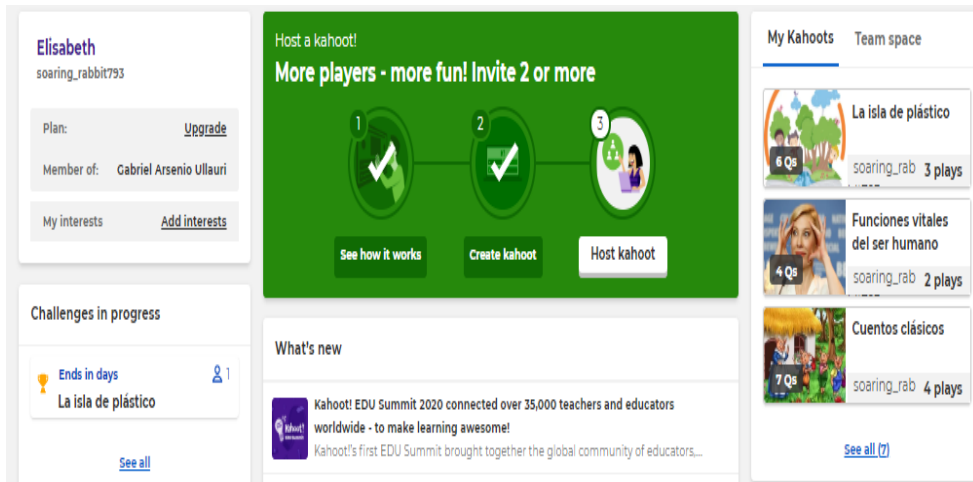 Elisabeth
soaring_rabbit793
Plan: Upgrade
Member of: Gabriel Arsenio Ullauri
My interests Add interests
Challenges in progress
Ends in days 1
La isla de plástico
See all
Host a kahoot!
More players - more fun! Invite 2 or more
1 2 3
See how it works Create kahoot Host kahoot
What's new
Kahoot!
Kahoot! EDU Summit 2020 connected over 35,000 teachers and educators
worldwide - to make learning awesome!
Kahoot!'s first EDU Summit brought together the global community of educators,...
My Kahoots Team space
La isla de plástico
6 Qs
soaring_rab 3 plays
Funciones vitales
del ser humano
4 Qs
soaring_rab 2 plays
Cuentos clásicos
7 Qs
soaring_rab 4 plays
See all (7)